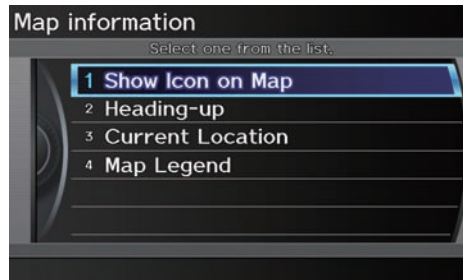 Map information
Select one from the list.
1 Show Icon on Map
2 Heading-up
3 Current Location
4 Map Legend